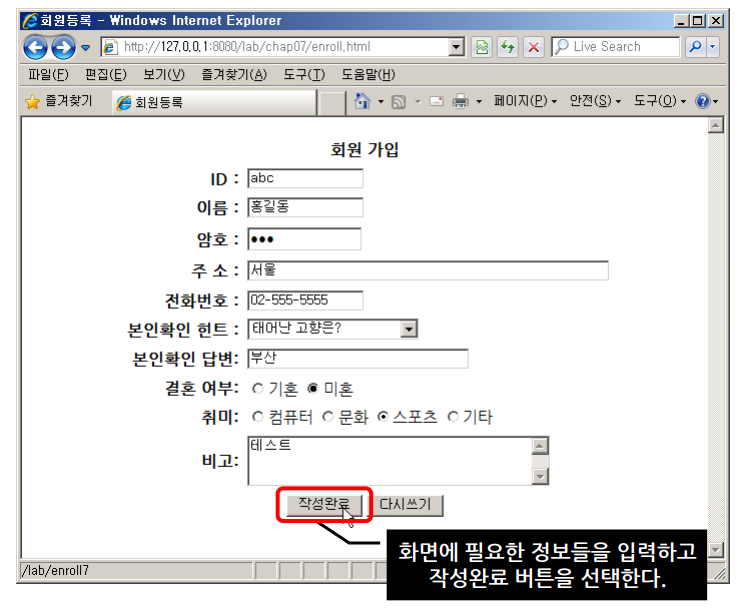 회원등록 - Windows Internet Explorer
http://127.0.0.1:8080/lab/chap07/enroll.html
Live Search
파일(F) 편집(E) 보기(V) 즐겨찾기(A) 도구(T) 도움말(H)
즐겨찾기 회원등록 페이지(P) 안전(S) 도구(O)
회원 가입
ID : abc
이름 : 홍길동
암호 : ●●●
주 소 : 서울
전화번호 : 02-555-5555
본인확인 힌트 : 태어난 고향은?
본인확인 답변: 부산
결혼 여부: 기혼 미혼
취미: 컴퓨터 문화 스포츠 기타
비고: 테스트
작성완료 다시쓰기
화면에 필요한 정보들을 입력하고
작성완료 버튼을 선택한다.
/lab/enroll7